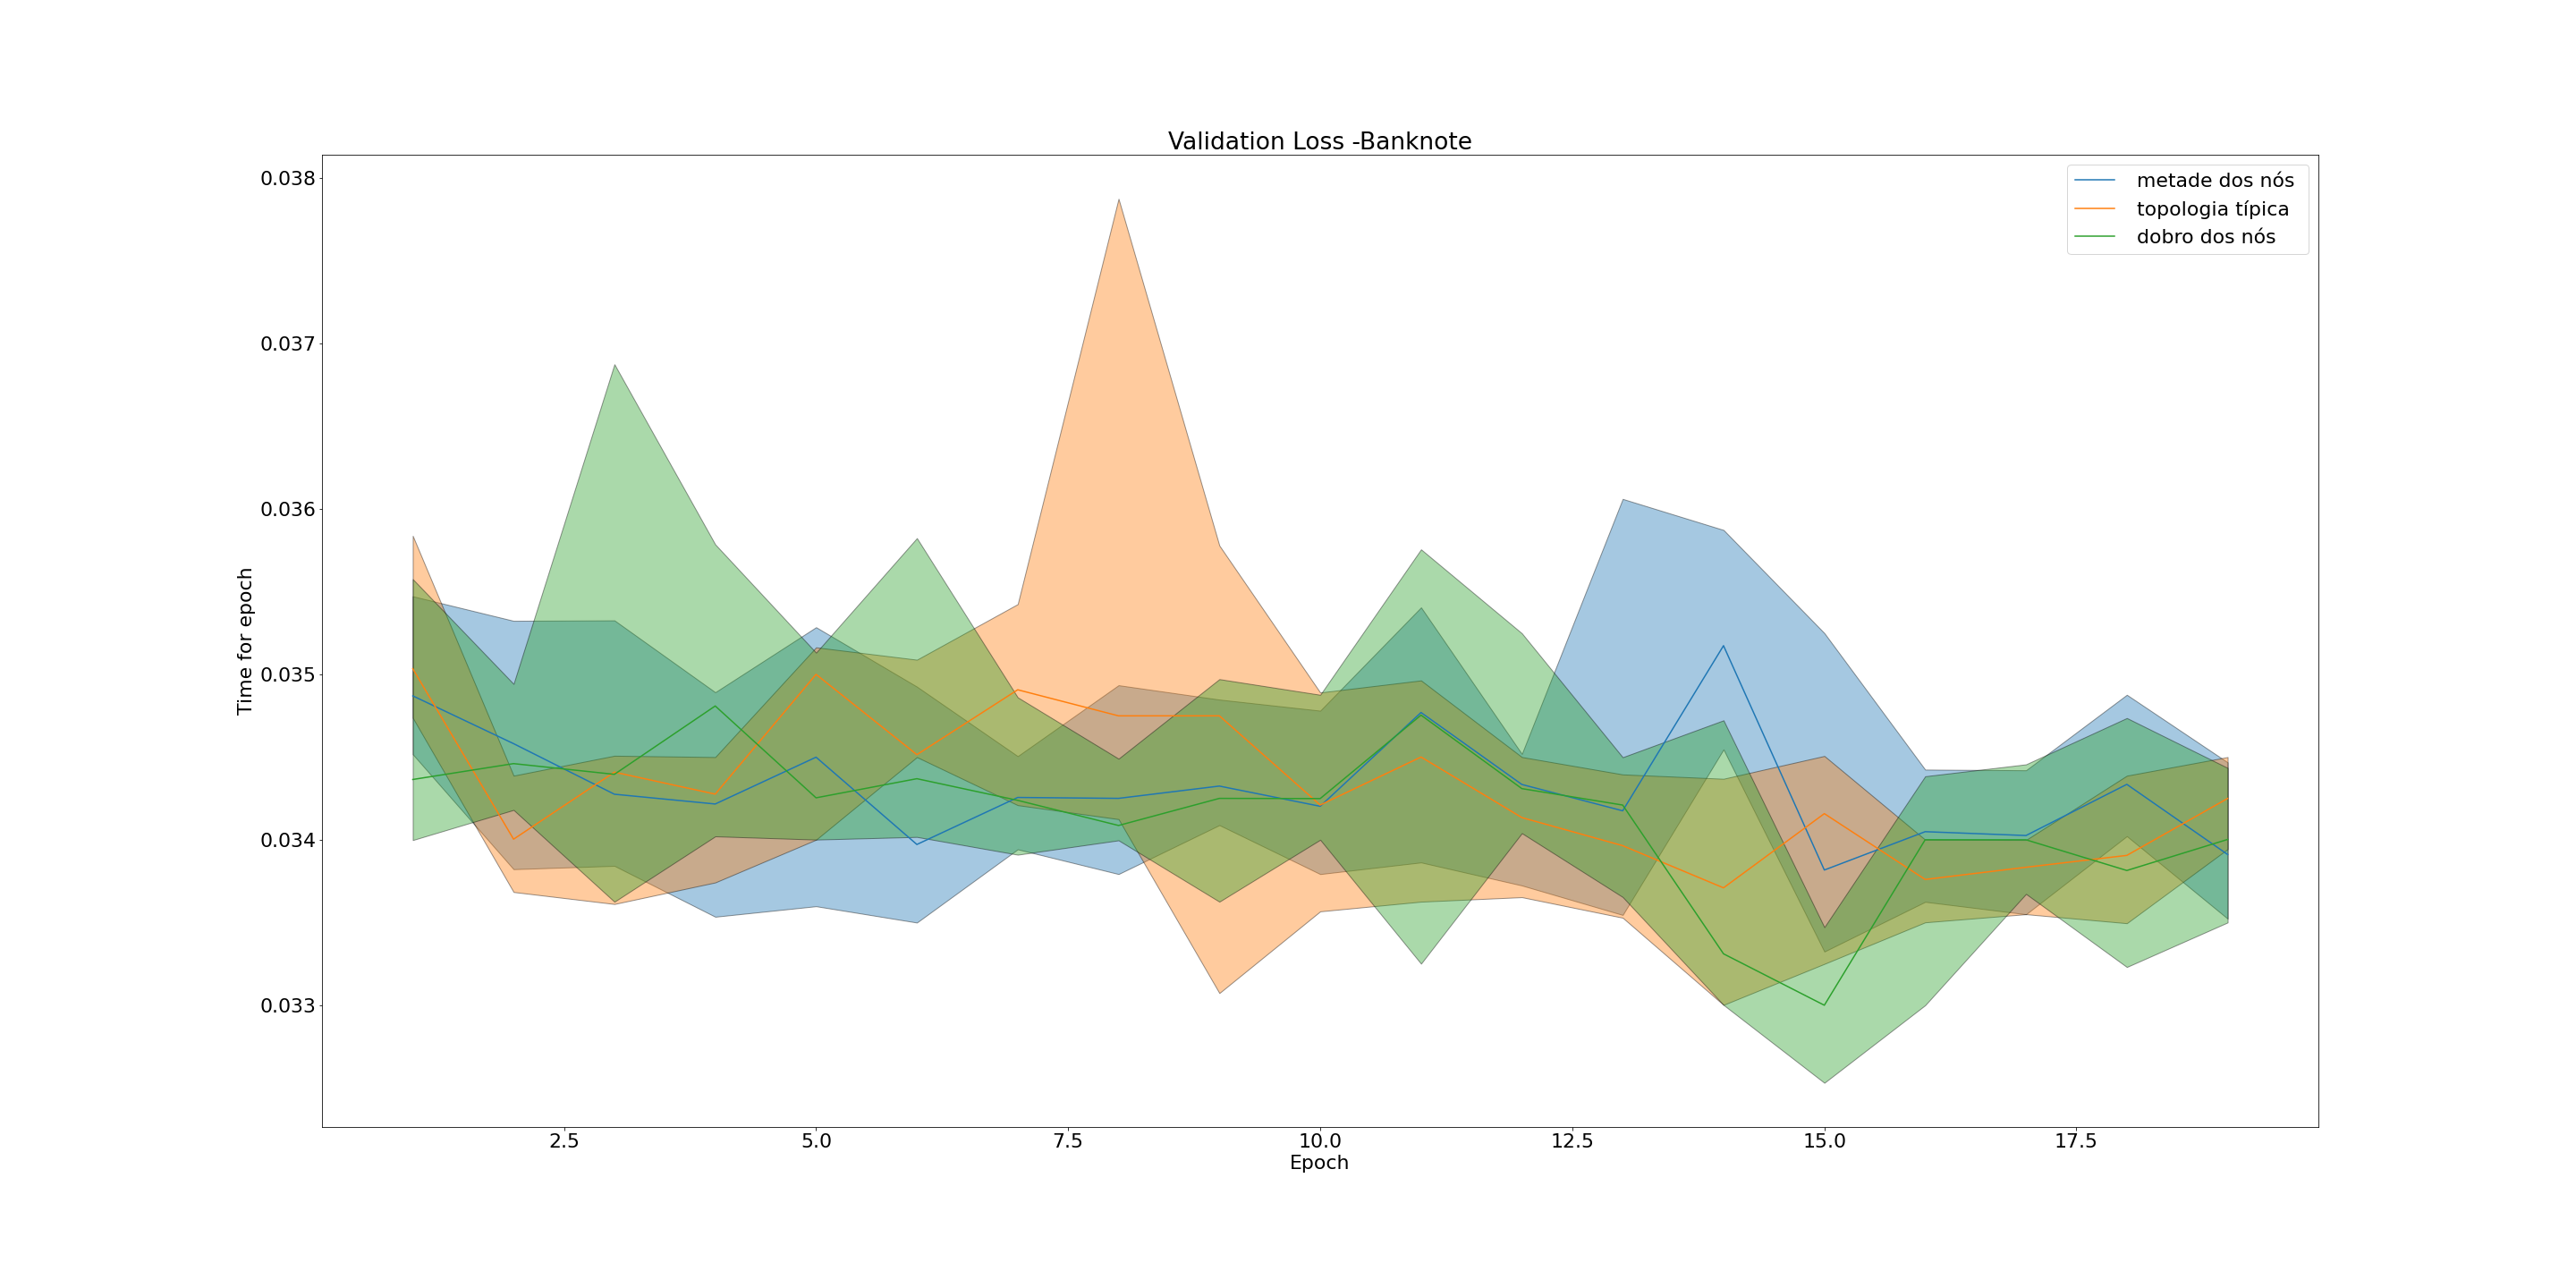 Validation Loss -Banknote
metade dos nós
topologia típica
dobro dos nós
0.038
0.037
0.036
0.035
0.034
0.033
Time for epoch
2.5 5.0 7.5 10.0 12.5 15.0 17.5
Epoch